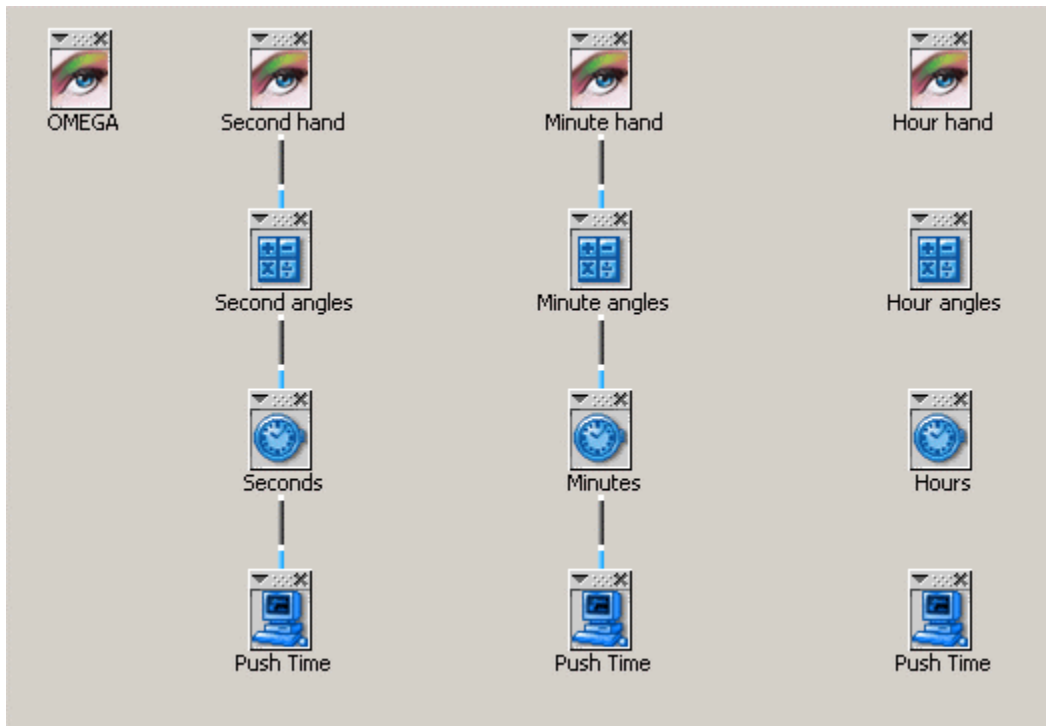 OMEGA Second hand Minute hand Hour hand
Second angles Minute angles Hour angles
Seconds Minutes Hours
Push Time Push Time Push Time